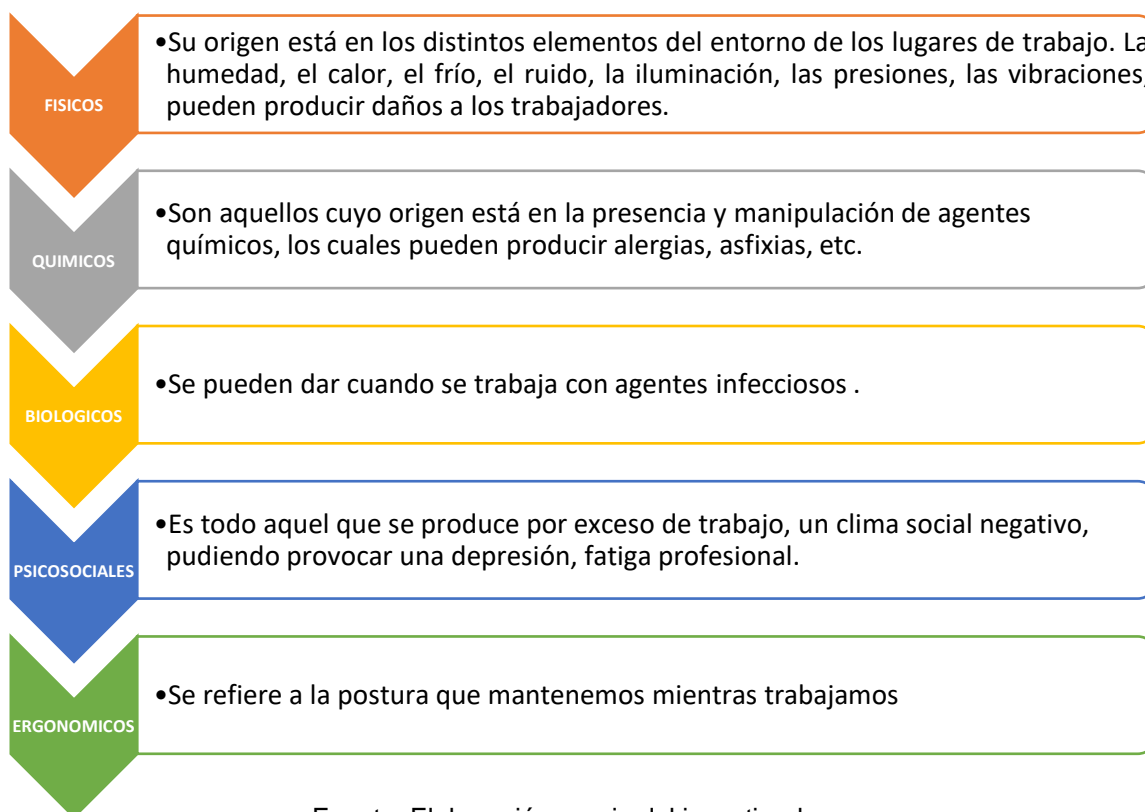 FISICOS
•Su origen está en los distintos elementos del entorno de los lugares de trabajo. La
humedad, el calor, el frío, el ruido, la iluminación, las presiones, las vibraciones,
pueden producir daños a los trabajadores.
QUIMICOS
•Son aquellos cuyo origen está en la presencia y manipulación de agentes
químicos, los cuales pueden producir alergias, asfixias, etc.
BIOLOGICOS
•Se pueden dar cuando se trabaja con agentes infecciosos .
PSICOSOCIALES
•Es todo aquel que se produce por exceso de trabajo, un clima social negativo,
pudiendo provocar una depresión, fatiga profesional.
ERGONOMICOS
•Se refiere a la postura que mantenemos mientras trabajamos